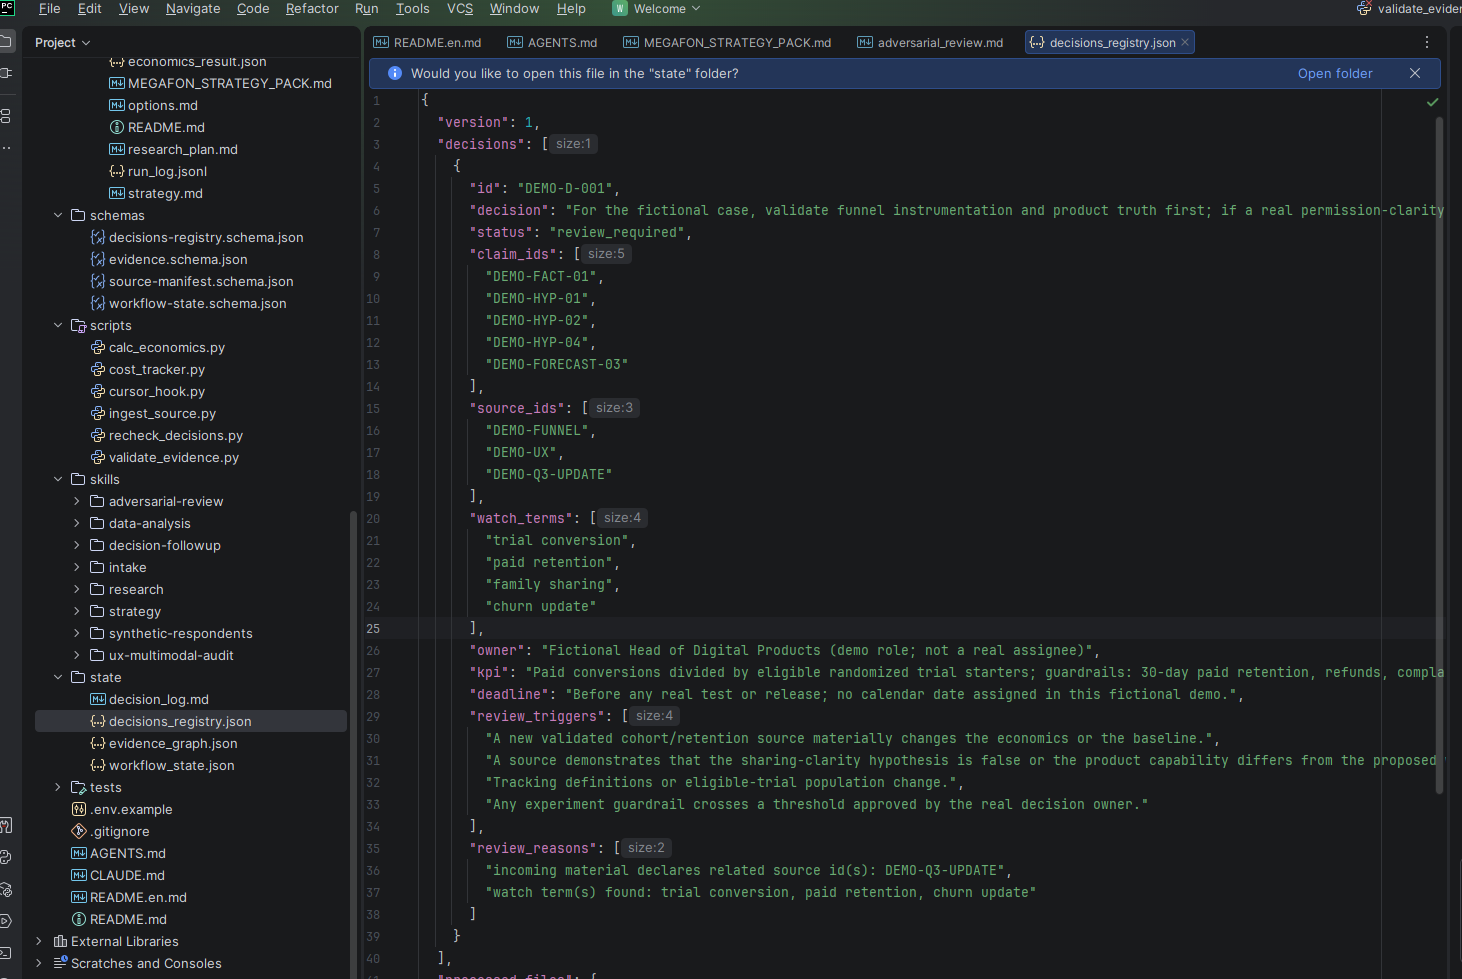 PC File Edit View Navigate Code Refactor Run Tools VCS Window Help W Welcome
Project
economics_result.json
MEGAFON_STRATEGY_PACK.md
options.md
README.md
research_plan.md
run_log.jsonl
strategy.md
schemas
decisions-registry.schema.json
evidence.schema.json
source-manifest.schema.json
workflow-state.schema.json
scripts
calc_economics.py
cost_tracker.py
cursor_hook.py
ingest_source.py
recheck_decisions.py
validate_evidence.py
skills
adversarial-review
data-analysis
decision-followup
intake
research
strategy
synthetic-respondents
ux-multimodal-audit
state
decision_log.md
decisions_registry.json
evidence_graph.json
workflow_state.json
tests
.env.example
.gitignore
AGENTS.md
CLAUDE.md
README.en.md
README.md
External Libraries
Scratches and Consoles
README.en.md AGENTS.md MEGAFON_STRATEGY_PACK.md adversarial_review.md decisions_registry.json
Would you like to open this file in the "state" folder? Open folder
1 {
2 "version": 1,
3 "decisions": [ size:1
4 {
5 "id": "DEMO-D-001",
6 "decision": "For the fictional case, validate funnel instrumentation and product truth first; if a real permission-clarity
7 "status": "review_required",
8 "claim_ids": [ size:5
9 "DEMO-FACT-01",
10 "DEMO-HYP-01",
11 "DEMO-HYP-02",
12 "DEMO-HYP-04",
13 "DEMO-FORECAST-03"
14 ],
15 "source_ids": [ size:3
16 "DEMO-FUNNEL",
17 "DEMO-UX",
18 "DEMO-Q3-UPDATE"
19 ],
20 "watch_terms": [ size:4
21 "trial conversion",
22 "paid retention",
23 "family sharing",
24 "churn update"
25 ],
26 "owner": "Fictional Head of Digital Products (demo role; not a real assignee)",
27 "kpi": "Paid conversions divided by eligible randomized trial starters; guardrails: 30-day paid retention, refunds, compla
28 "deadline": "Before any real test or release; no calendar date assigned in this fictional demo.",
29 "review_triggers": [ size:4
30 "A new validated cohort/retention source materially changes the economics or the baseline.",
31 "A source demonstrates that the sharing-clarity hypothesis is false or the product capability differs from the proposed
32 "Tracking definitions or eligible-trial population change.",
33 "Any experiment guardrail crosses a threshold approved by the real decision owner."
34 ],
35 "review_reasons": [ size:2
36 "incoming material declares related source id(s): DEMO-Q3-UPDATE",
37 "watch term(s) found: trial conversion, paid retention, churn update"
38 ]
39 }
40 ],